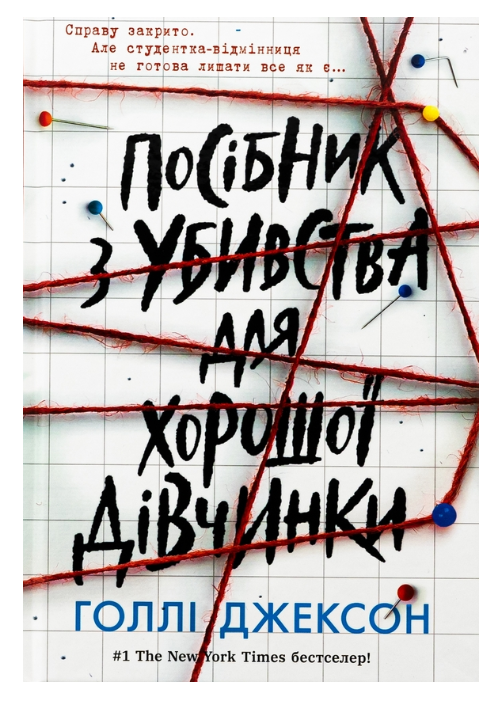 Справу закрито.
Але студентка-відмінниця
не готова лишати все як є...
ПОСІБНИК
З УБИВСТВА
ДЛЯ
ХОРОШОЇ
ДІВЧИНКИ
ГОЛЛІ ДЖЕКСОН
#1 The New York Times бестселер!